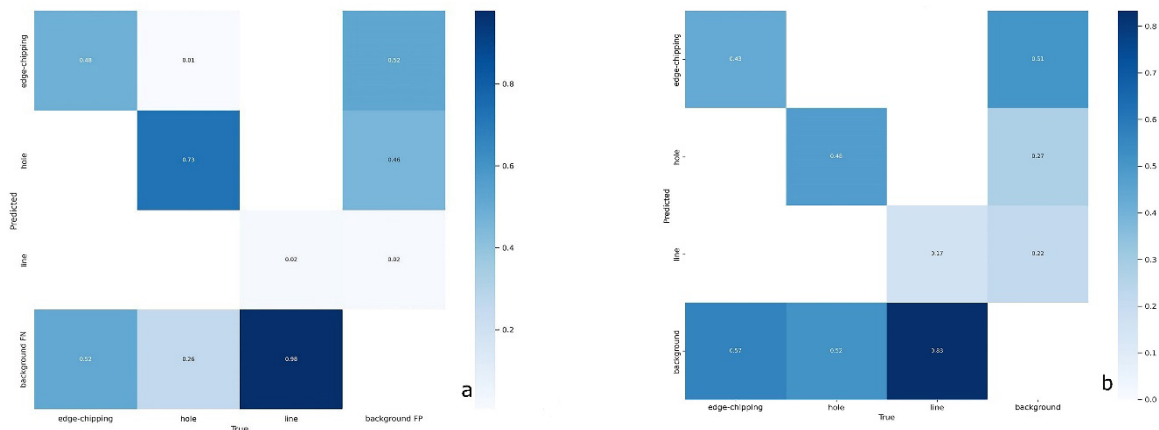 edge-chipping
0.48
0.01
0.52
hole
0.73
0.46
Predicted
line
0.02
0.02
background FN
0.52
0.26
0.98
edge-chipping
hole
line
background FP
True
0.8
0.6
0.4
0.2
a
edge-chipping
0.43
0.51
hole
0.48
0.27
Predicted
line
0.17
0.22
background
0.57
0.52
0.83
edge-chipping
hole
line
background
True
0.8
0.7
0.6
0.5
0.4
0.3
0.2
0.1
0.0
b